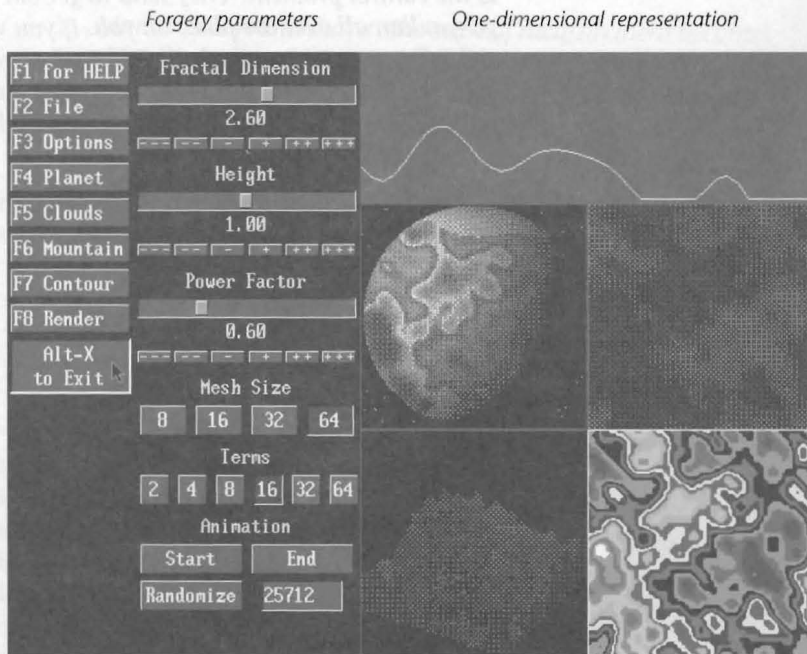 Forgery parameters
One-dimensional representation
F1 for HELP
F2 File
F3 Options
F4 Planet
F5 Clouds
F6 Mountain
F7 Contour
F8 Render
Alt-X
to Exit
Fractal Dimension
2.60
--- -- - + ++ +++
Height
1.00
--- -- - + ++ +++
Power Factor
0.60
--- -- - + ++ +++
Mesh Size
8 16 32 64
Terms
2 4 8 16 32 64
Animation
Start End
Randomize 25712